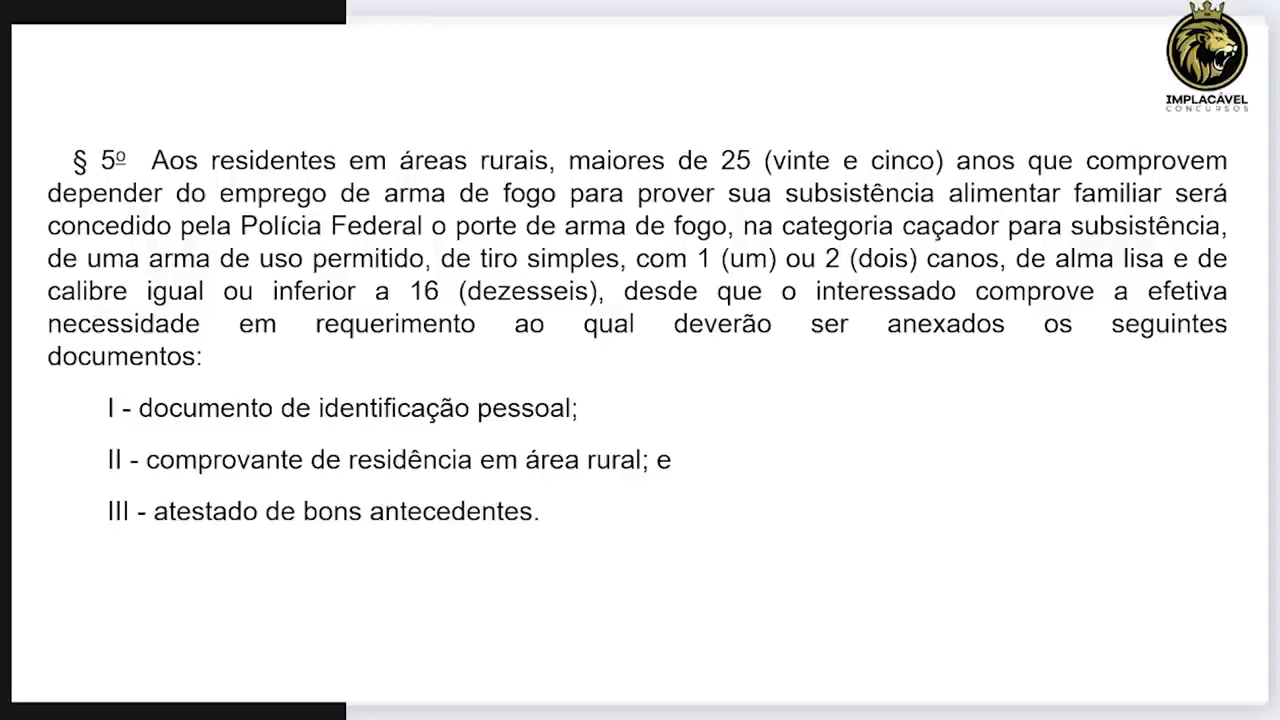 IMPLACÁVEL
CONCURSOS
§ 5º Aos residentes em áreas rurais, maiores de 25 (vinte e cinco) anos que comprovem
depender do emprego de arma de fogo para prover sua subsistência alimentar familiar será
concedido pela Polícia Federal o porte de arma de fogo, na categoria caçador para subsistência,
de uma arma de uso permitido, de tiro simples, com 1 (um) ou 2 (dois) canos, de alma lisa e de
calibre igual ou inferior a 16 (dezesseis), desde que o interessado comprove a efetiva
necessidade em requerimento ao qual deverão ser anexados os seguintes
documentos:
I - documento de identificação pessoal;
II - comprovante de residência em área rural; e
III - atestado de bons antecedentes.